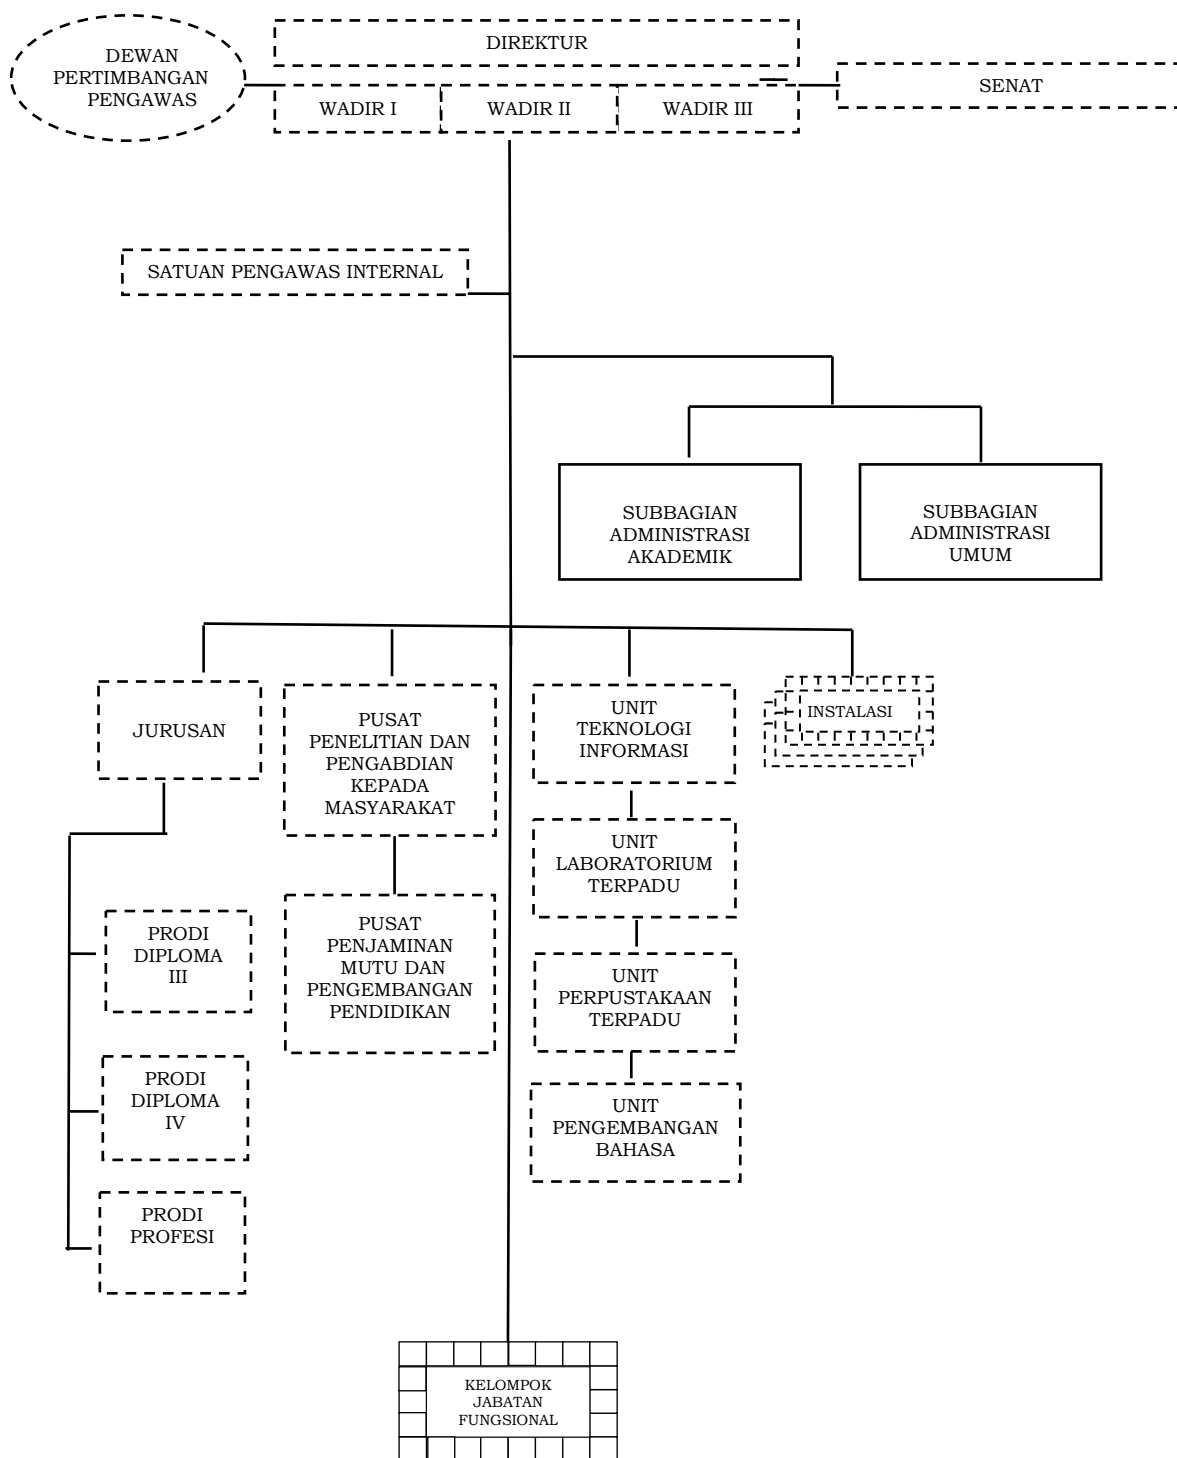 DEWAN
PERTIMBANGAN
PENGAWAS
DIREKTUR
WADIR I
WADIR II
WADIR III
SENAT
SATUAN PENGAWAS INTERNAL
SUBBAGIAN
ADMINISTRASI
AKADEMIK
SUBBAGIAN
ADMINISTRASI
UMUM
JURUSAN
PUSAT
PENELITIAN DAN
PENGABDIAN
KEPADA
MASYARAKAT
UNIT
TEKNOLOGI
INFORMASI
INSTALASI
UNIT
LABORATORIUM
TERPADU
PRODI
DIPLOMA
III
PUSAT
PENJAMINAN
MUTU DAN
PENGEMBANGAN
PENDIDIKAN
UNIT
PERPUSTAKAAN
TERPADU
PRODI
DIPLOMA
IV
UNIT
PENGEMBANGAN
BAHASA
PRODI
PROFESI
KELOMPOK
JABATAN
FUNGSIONAL